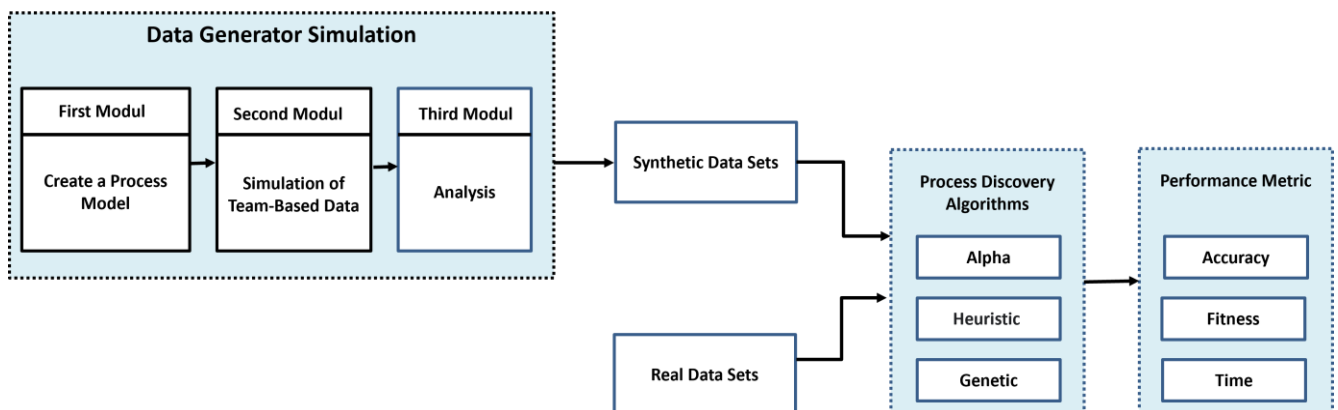 Data Generator Simulation
First Modul
Create a Process
Model
Second Modul
Simulation of
Team-Based Data
Third Modul
Analysis
Synthetic Data Sets
Real Data Sets
Process Discovery
Algorithms
Alpha
Heuristic
Genetic
Performance Metric
Accuracy
Fitness
Time